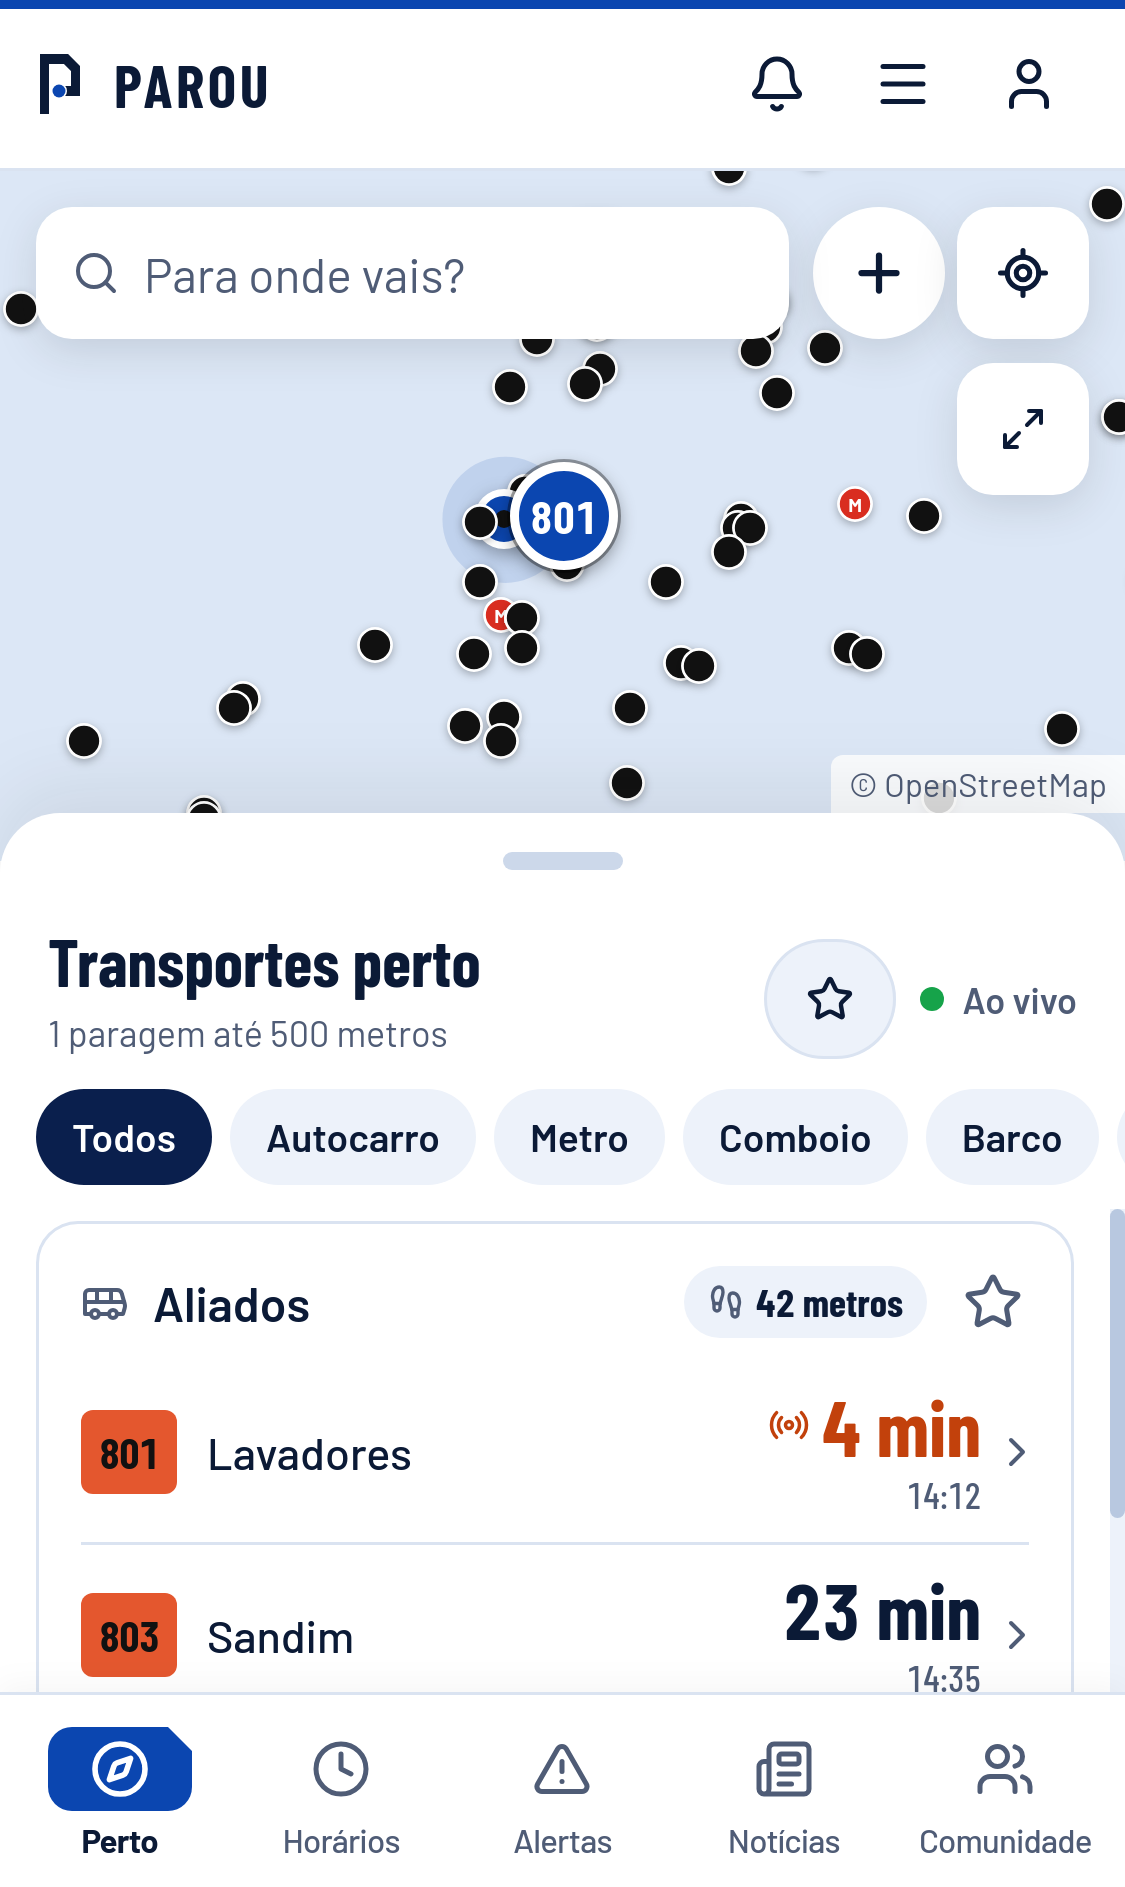 PAROU
Para onde vais?
801
M
M
© OpenStreetMap
Transportes perto
1 paragem até 500 metros
Ao vivo
Todos
Autocarro
Metro
Comboio
Barco
Aliados
42 metros
801
Lavadores
4 min
14:12
803
Sandim
23 min
14:35
Perto
Horários
Alertas
Notícias
Comunidade